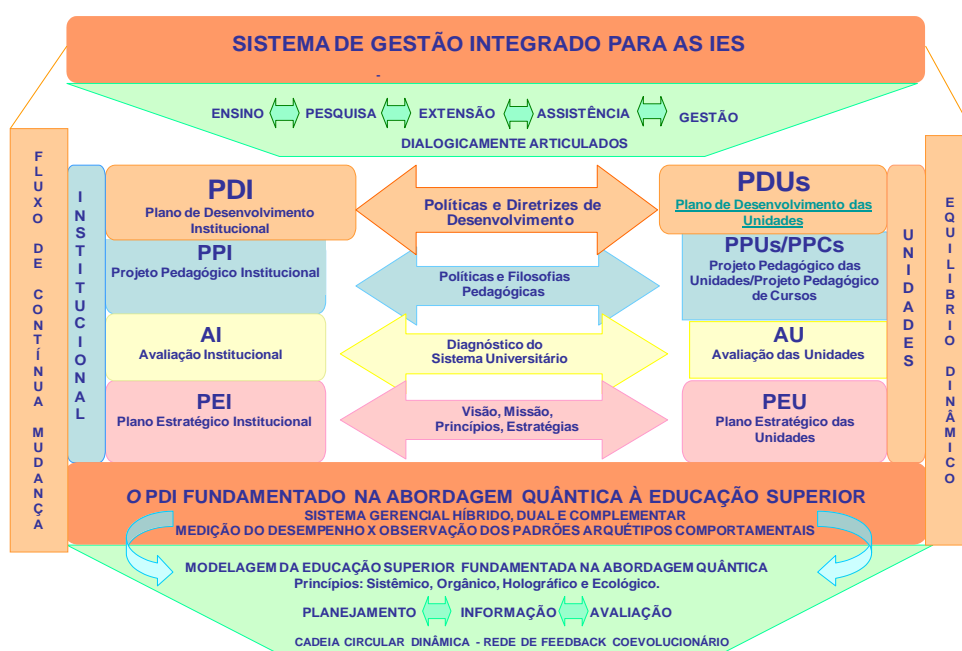 SISTEMA DE GESTÃO INTEGRADO PARA AS IES
-
ENSINO PESQUISA EXTENSÃO ASSISTÊNCIA GESTÃO
DIALOGICAMENTE ARTICULADOS
FLUXO DE CONTÍNUA MUDANÇA
INSTITUCIONAL
PDI
Plano de Desenvolvimento
Institucional
Políticas e Diretrizes de
Desenvolvimento
PDUs
Plano de Desenvolvimento das
Unidades
PPI
Projeto Pedagógico Institucional
Políticas e Filosofias
Pedagógicas
PPUs/PPCs
Projeto Pedagógico das
Unidades/Projeto Pedagógico
de Cursos
AI
Avaliação Institucional
Diagnóstico do
Sistema Universitário
AU
Avaliação das Unidades
PEI
Plano Estratégico Institucional
Visão, Missão,
Princípios, Estratégias
PEU
Plano Estratégico das
Unidades
UNIDADES
EQUILIBRIO DINÂMICO
O PDI FUNDAMENTADO NA ABORDAGEM QUÂNTICA À EDUCAÇÃO SUPERIOR
SISTEMA GERENCIAL HÍBRIDO, DUAL E COMPLEMENTAR
MEDIÇÃO DO DESEMPENHO X OBSERVAÇÃO DOS PADRÕES ARQUÉTIPOS COMPORTAMENTAIS
MODELAGEM DA EDUCAÇÃO SUPERIOR FUNDAMENTADA NA ABORDAGEM QUÂNTICA
Princípios: Sistêmico, Orgânico, Holográfico e Ecológico.
PLANEJAMENTO INFORMAÇÃO AVALIAÇÃO
CADEIA CIRCULAR DINÂMICA - REDE DE FEEDBACK COEVOLUCIONÁRIO